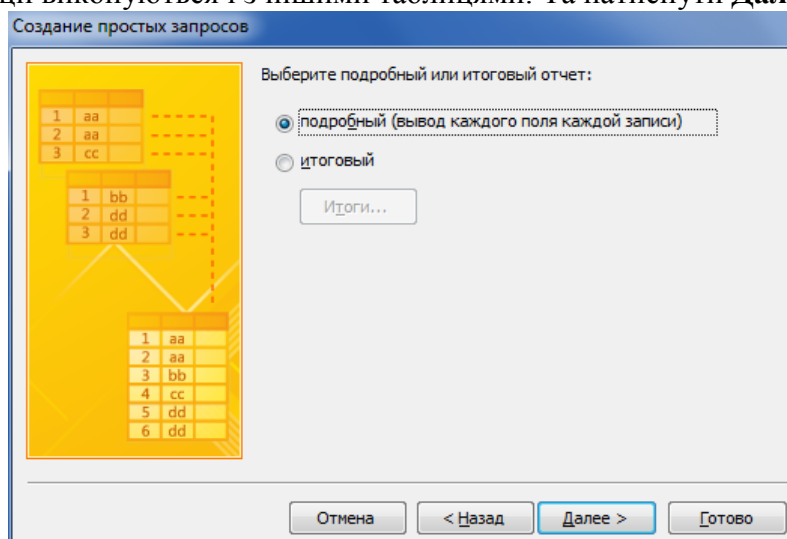 виконуються і з іншими таблицями. Та натиснути
Создание простых запросов
Выберите подробный или итоговый отчет:
подробный (вывод каждого поля каждой записи)
итоговый
Итоги...
1 aa
2 aa
3 cc
1 bb
2 dd
3 dd
1 aa
2 aa
3 bb
4 cc
5 dd
6 dd
Отмена
< Назад
Далее >
Готово